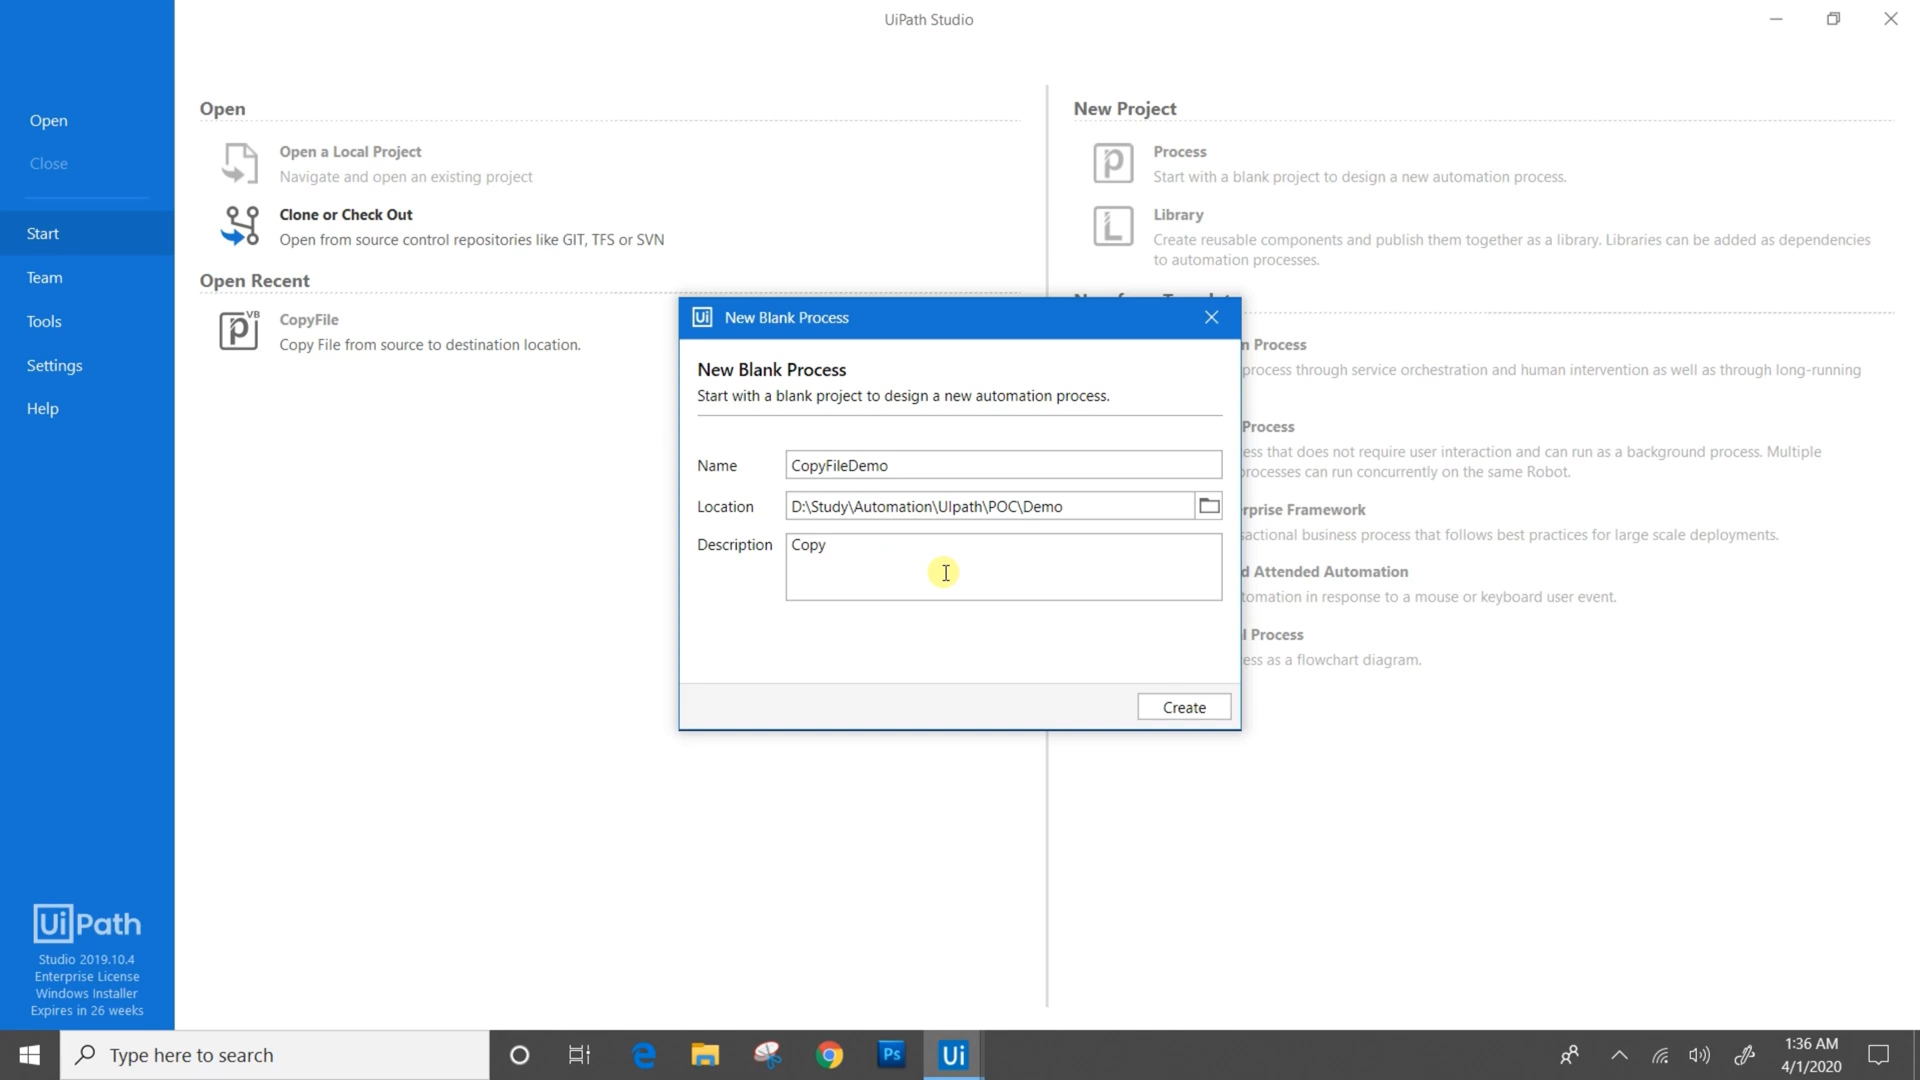 UiPath Studio
Open
Close
Start
Team
Tools
Settings
Help
UiPath
Studio 2019.10.4
Enterprise License
Windows Installer
Expires in 26 weeks
Open
Open a Local Project
Navigate and open an existing project
Clone or Check Out
Open from source control repositories like GIT, TFS or SVN
Open Recent
VB
CopyFile
Copy File from source to destination location.
New Project
Process
Start with a blank project to design a new automation process.
Library
Create reusable components and publish them together as a library. Libraries can be added as dependencies
to automation processes.
n Process
process through service orchestration and human intervention as well as through long-running
Process
ess that does not require user interaction and can run as a background process. Multiple
processes can run concurrently on the same Robot.
erprise Framework
sactional business process that follows best practices for large scale deployments.
d Attended Automation
tomation in response to a mouse or keyboard user event.
l Process
ess as a flowchart diagram.
Ui New Blank Process
New Blank Process
Start with a blank project to design a new automation process.
Name CopyFileDemo
Location D:\Study\Automation\UIpath\POC\Demo
Description Copy
Create
Type here to search
Ps
Ui
1:36 AM
4/1/2020